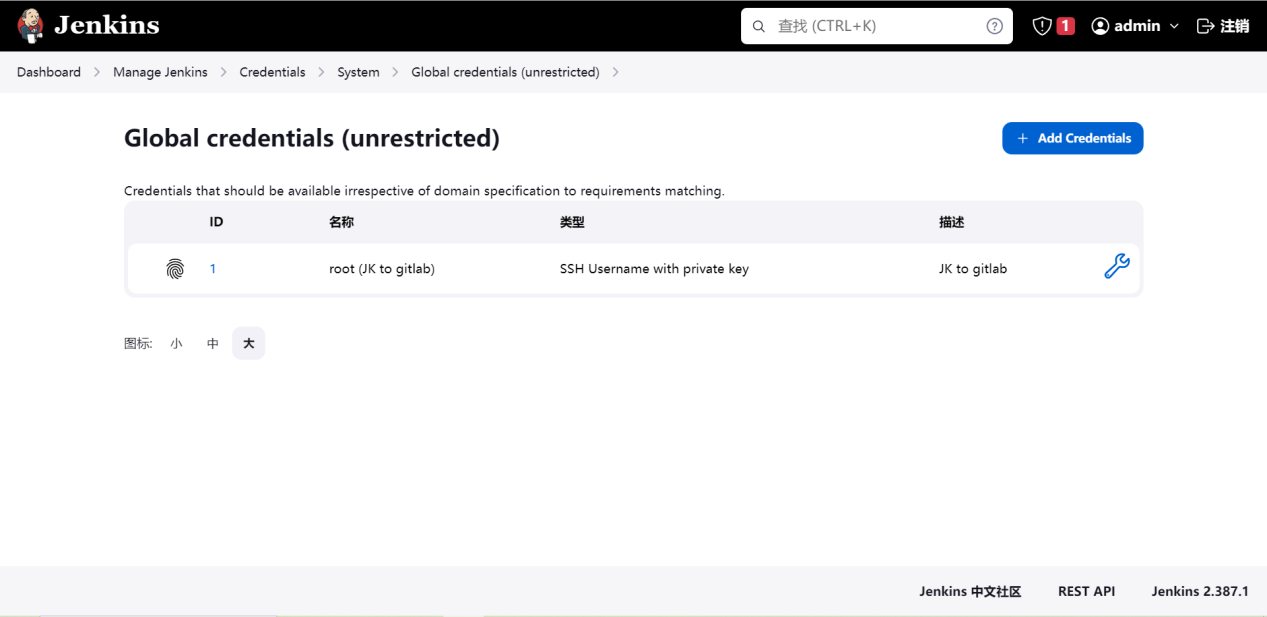 Jenkins 查找 (CTRL+K) 1 admin 注销
Dashboard Manage Jenkins Credentials System Global credentials (unrestricted)
Global credentials (unrestricted) Add Credentials
Credentials that should be available irrespective of domain specification to requirements matching.
ID 名称 类型 描述
1 root (JK to gitlab) SSH Username with private key JK to gitlab
图标: 小 中 大
Jenkins 中文社区 REST API Jenkins 2.387.1